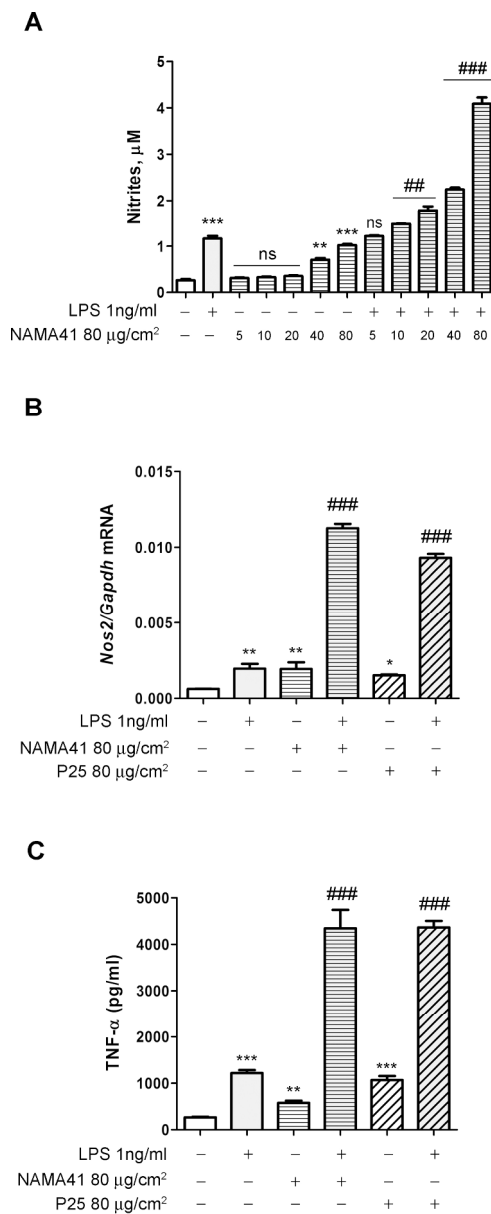 A
###
5
4
3
##
2
***
ns
***
ns
**
1
0
Nitrites, μM
LPS 1ng/ml – + – – – – – + + + + +
NAMA41 80 μg/cm² – – 5 10 20 40 80 5 10 20 40 80
B
0.015
###
###
0.010
0.005
** ** *
0.000
Nos2/Gapdh mRNA
LPS 1ng/ml – + – + – +
NAMA41 80 μg/cm² – – + + – –
P25 80 μg/cm² – – – – + +
C
5000
### ###
4000
3000
2000
*** ** ***
1000
0
TNF-α (pg/ml)
LPS 1ng/ml – + – + – +
NAMA41 80 μg/cm² – – + + – –
P25 80 μg/cm² – – – – + +